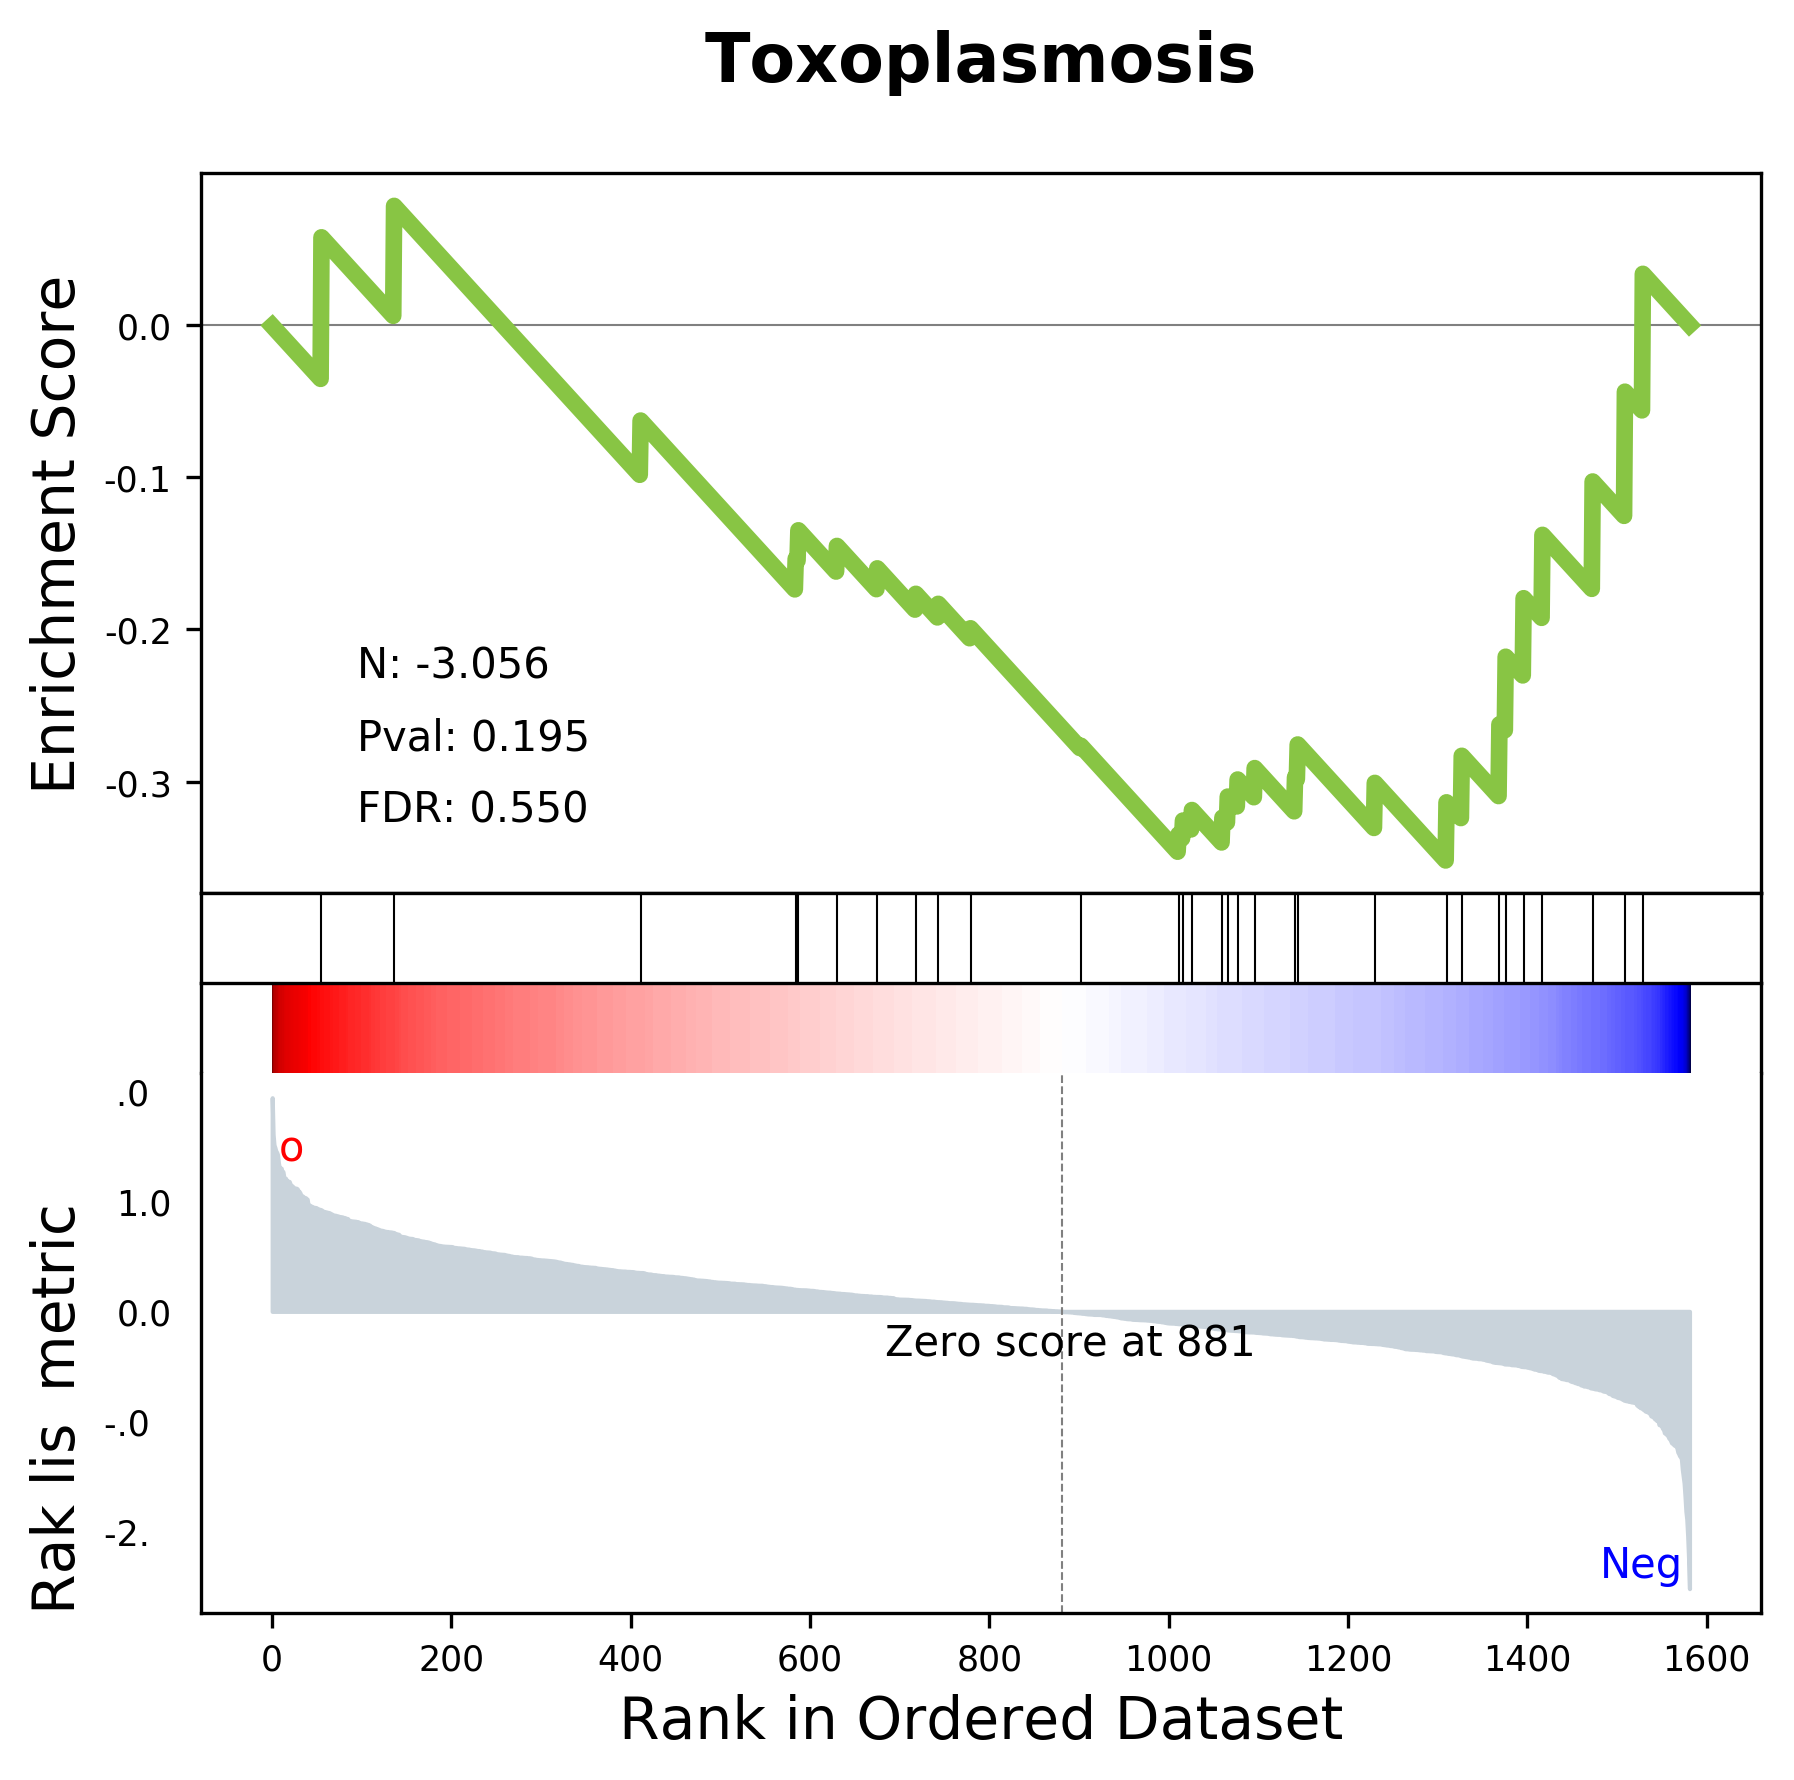 Toxoplasmosis
Enrichment Score
0.0
-0.1
-0.2
-0.3
N: -3.056
Pval: 0.195
FDR: 0.550
.0
1.0
0.0
-.0
-2.
o
Zero score at 881
Neg
Rak lis metric
0 200 400 600 800 1000 1200 1400 1600
Rank in Ordered Dataset